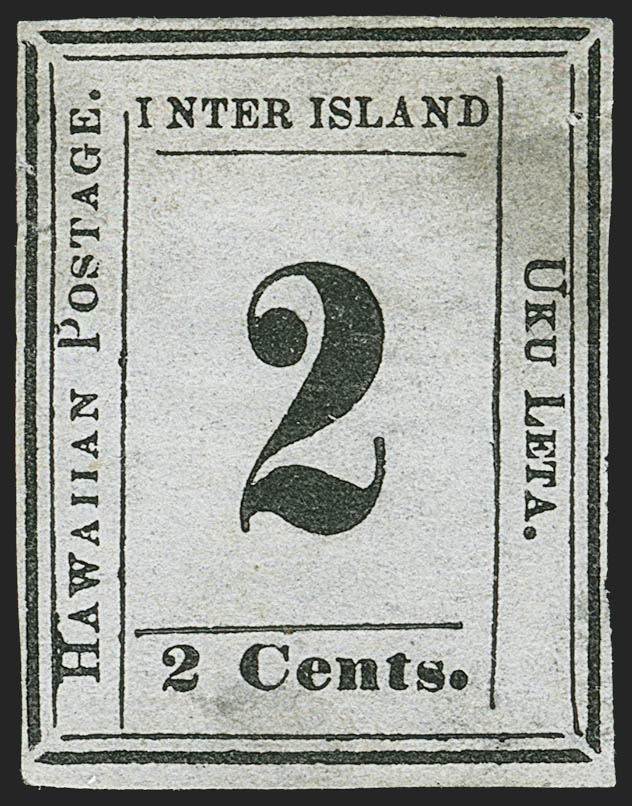 INTER ISLAND
HAWAIIAN POSTAGE.
2
UKU LETA.
2 Cents.